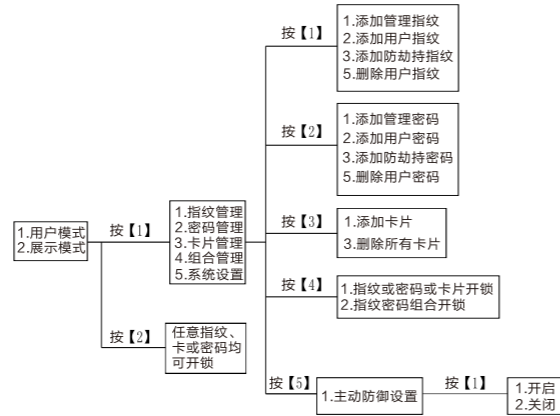 按【1】
1.添加管理指纹
2.添加用户指纹
3.添加防劫持指纹
5.删除用户指纹
按【2】
1.添加管理密码
2.添加用户密码
3.添加防劫持密码
5.删除用户密码
1.用户模式
2.展示模式
按【1】
1.指纹管理
2.密码管理
3.卡片管理
4.组合管理
5.系统设置
按【3】
1.添加卡片
3.删除所有卡片
按【4】
1.指纹或密码或卡片开锁
2.指纹密码组合开锁
按【2】
任意指纹、
卡或密码均
可开锁
按【5】
1.主动防御设置
按【1】
1.开启
2.关闭